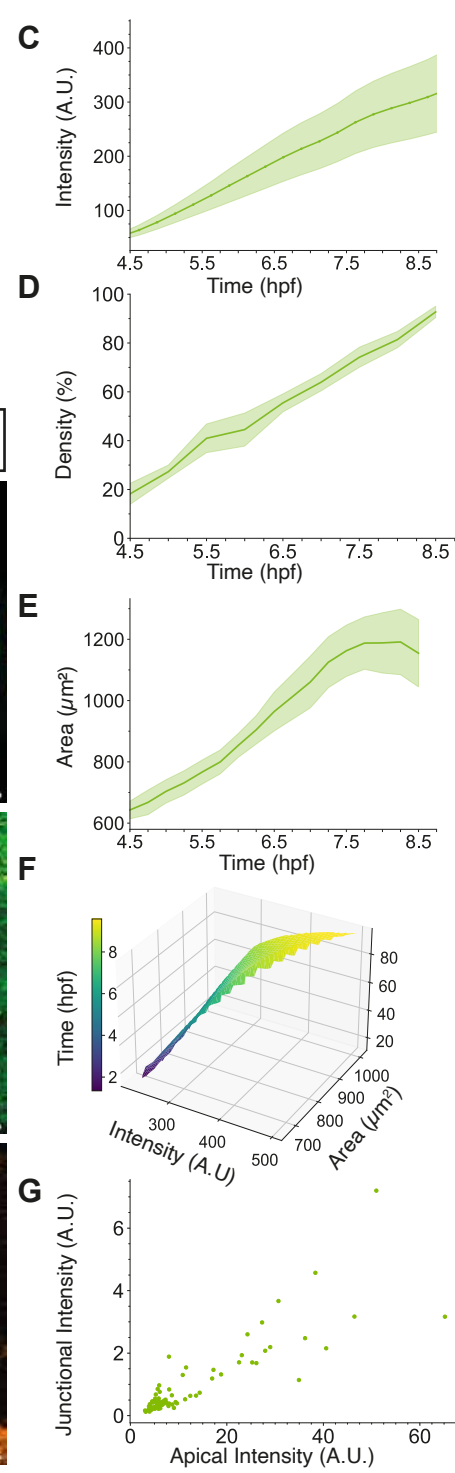 C
Intensity (A.U.)
400
300
200
100
4.5 5.5 6.5 7.5 8.5
Time (hpf)
D
Density (%)
100
80
60
40
20
0
4.5 5.5 6.5 7.5 8.5
Time (hpf)
E
Area (µm²)
1200
1000
800
600
4.5 5.5 6.5 7.5 8.5
Time (hpf)
F
Time (hpf)
8
6
4
2
80
60
40
20
Intensity (A.U)
300 400 500
Area (µm²)
700 800 900 1000
G
Junctional Intensity (A.U.)
6
4
2
0
0 20 40 60
Apical Intensity (A.U.)